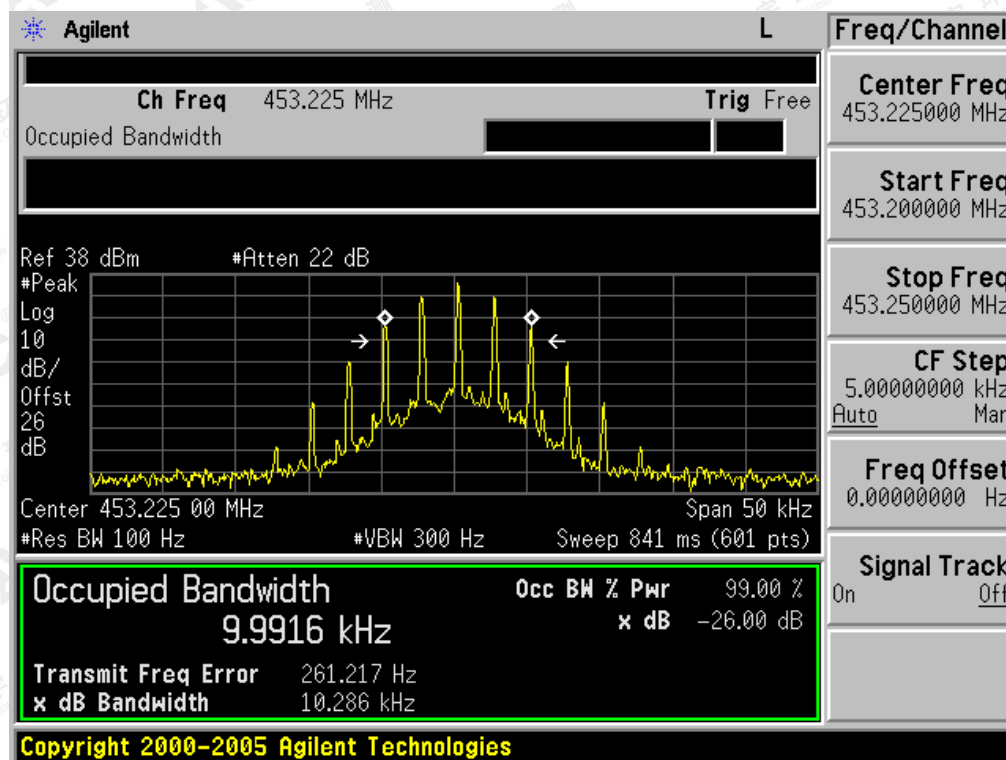 Agilent L Freq/Channel
Ch Freq 453.225 MHz Trig Free
Occupied Bandwidth
Center Freq
453.225000 MHz
Start Freq
453.200000 MHz
Stop Freq
453.250000 MHz
CF Step
5.00000000 kHz
Auto Man
Freq Offset
0.00000000 Hz
Signal Track
On Off
Ref 38 dBm #Atten 22 dB
#Peak
Log
10
dB/
Offst
26
dB
Center 453.225 00 MHz Span 50 kHz
#Res BW 100 Hz #VBW 300 Hz Sweep 841 ms (601 pts)
Occupied Bandwidth Occ BW % Pwr 99.00 %
9.9916 kHz x dB -26.00 dB
Transmit Freq Error 261.217 Hz
x dB Bandwidth 10.286 kHz
Copyright 2000-2005 Agilent Technologies